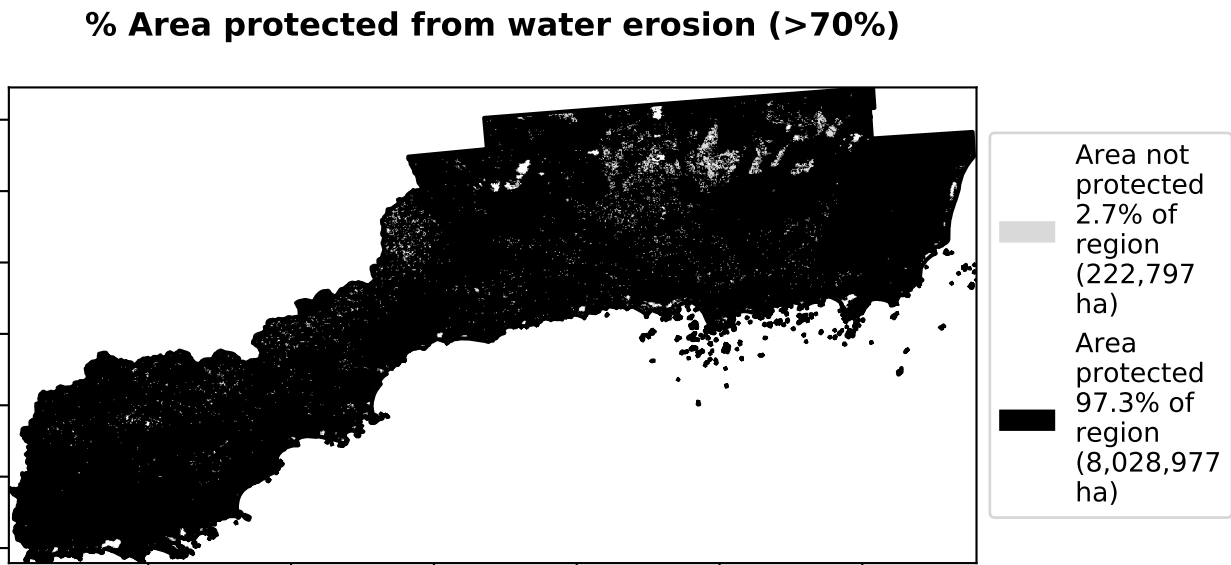 % Area protected from water erosion (>70%)
Area not
protected
2.7% of
region
(222,797
ha)
Area
protected
97.3% of
region
(8,028,977
ha)